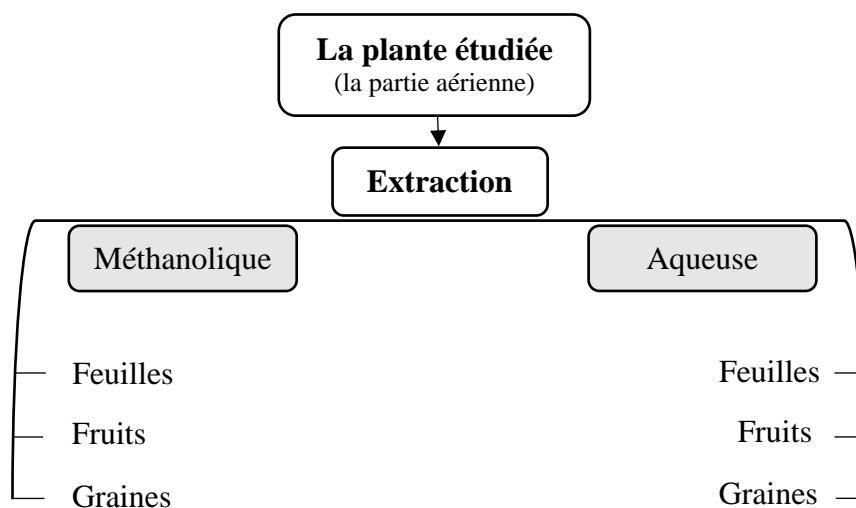 La plante étudiée
(la partie aérienne)
Extraction
Méthanolique
Aqueuse
Feuilles
Feuilles
Fruits
Fruits
Graines
Graines